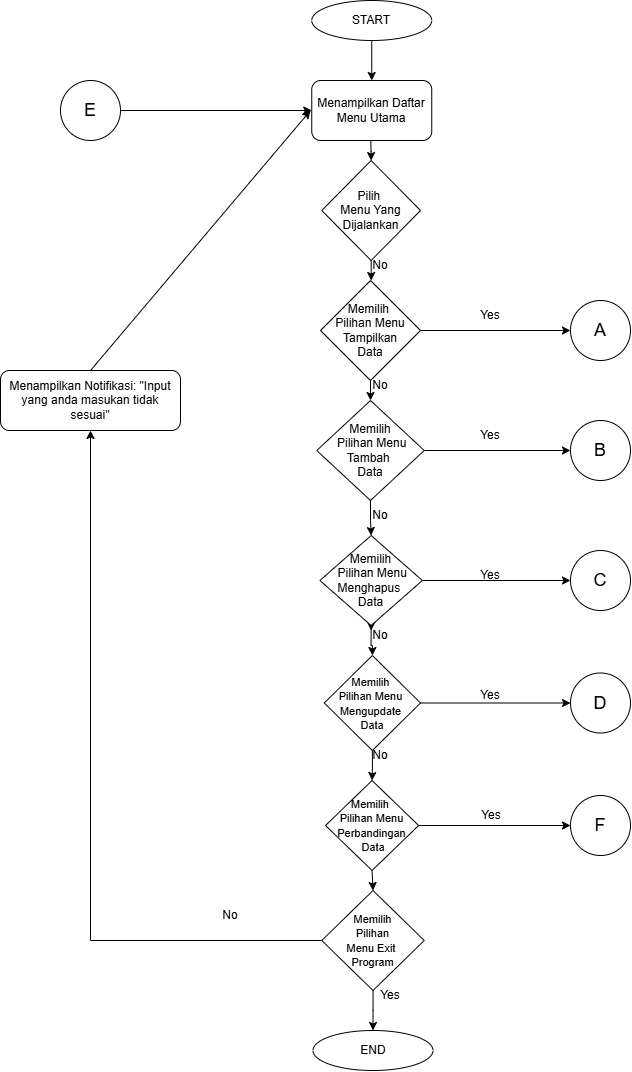 START
Menampilkan Daftar
Menu Utama
E
Pilih
Menu Yang
Dijalankan
No
Memilih
Pilihan Menu
Tampilkan
Data
Yes
A
No
Menampilkan Notifikasi: "Input
yang anda masukan tidak
sesuai"
Memilih
Pilihan Menu
Tambah
Data
Yes
B
No
Memilih
Pilihan Menu
Menghapus
Data
Yes
C
No
Memilih
Pilihan Menu
Mengupdate
Data
Yes
D
No
Memilih
Pilihan Menu
Perbandingan
Data
Yes
F
Memilih
Pilihan
Menu Exit
Program
No
Yes
END